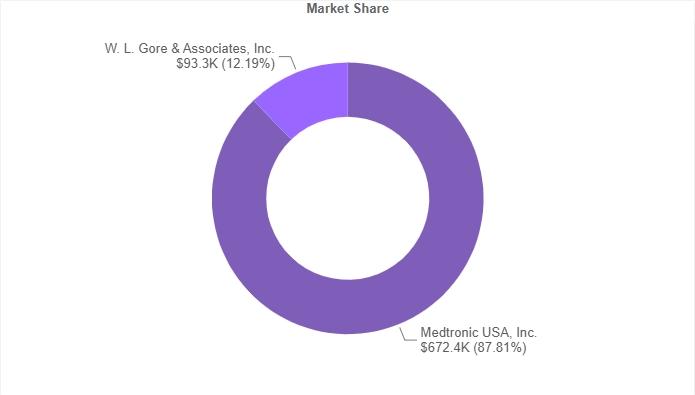 Market Share
W. L. Gore & Associates, Inc.
$93.3K (12.19%)
Medtronic USA, Inc.
$672.4K (87.81%)